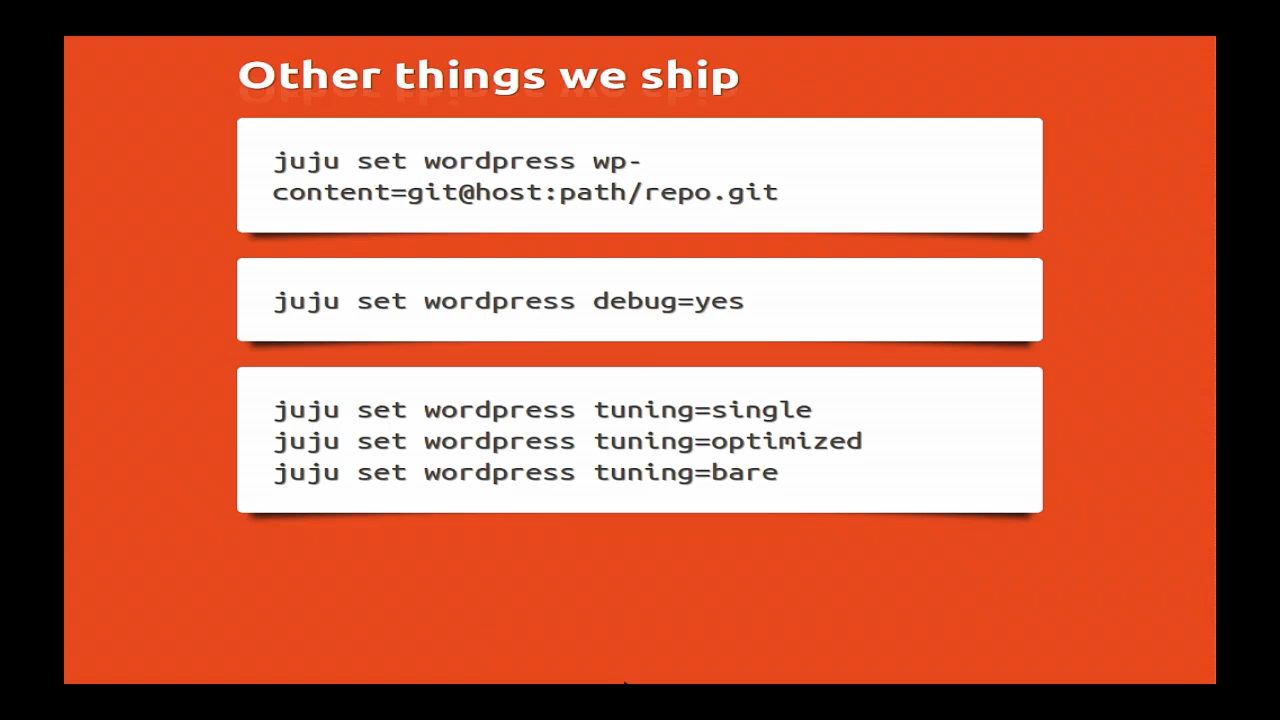 Other things we ship
juju set wordpress wp-
content=git@host:path/repo.git
juju set wordpress debug=yes
juju set wordpress tuning=single
juju set wordpress tuning=optimized
juju set wordpress tuning=bare